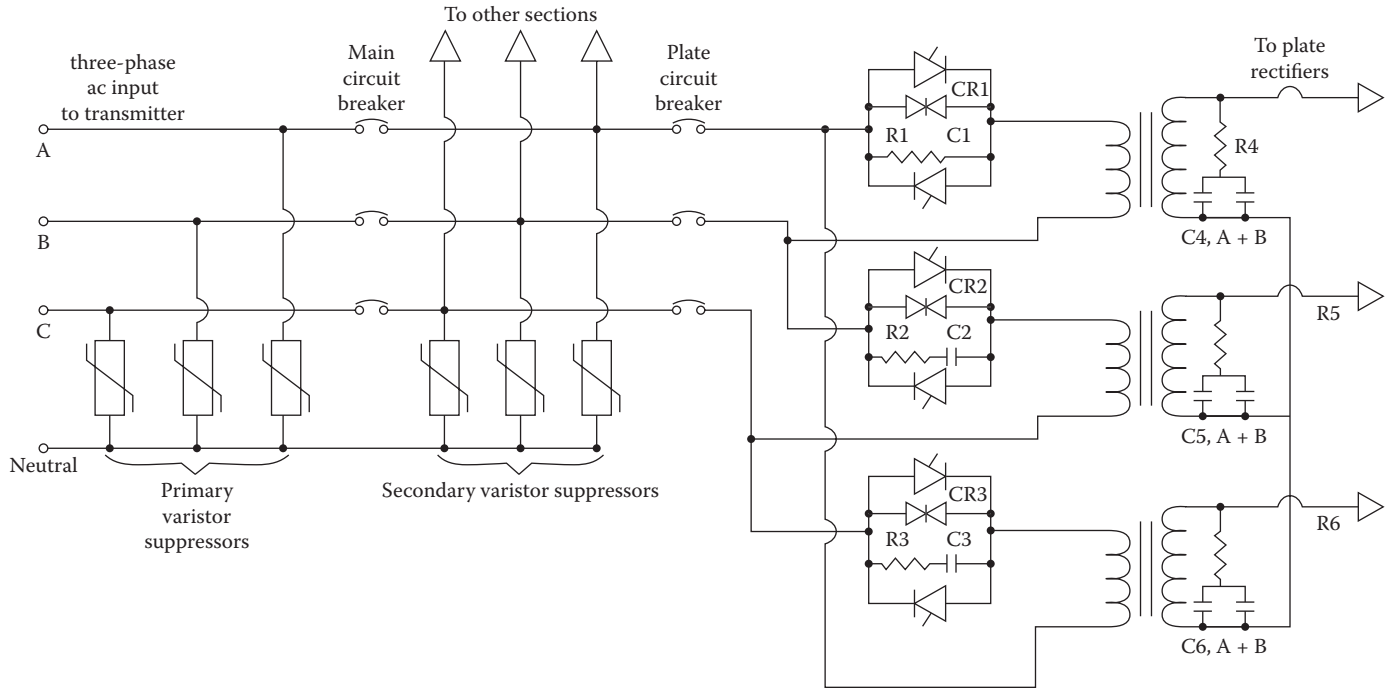 To other sections
three-phase
ac input
to transmitter
Main
circuit
breaker
Plate
circuit
breaker
To plate
rectifiers
A
B
C
Neutral
CR1
R1 C1
R4
C4, A + B
CR2
R2 C2
R5
C5, A + B
CR3
R3 C3
R6
C6, A + B
Primary
varistor
suppressors
Secondary varistor suppressors